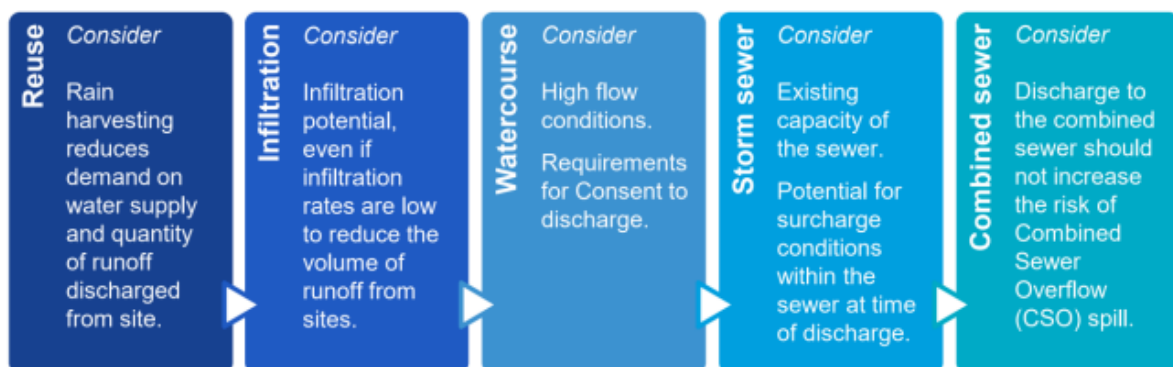 Reuse
Consider
Rain
harvesting
reduces
demand on
water supply
and quantity
of runoff
discharged
from site.
Infiltration
Consider
Infiltration
potential,
even if
infiltration
rates are low
to reduce the
volume of
runoff from
sites.
Watercourse
Consider
High flow
conditions.
Requirements
for Consent to
discharge.
Storm sewer
Consider
Existing
capacity of
the sewer.
Potential for
surcharge
conditions
within the
sewer at time
of discharge.
Combined sewer
Consider
Discharge to
the combined
sewer should
not increase
the risk of
Combined
Sewer
Overflow
(CSO) spill.